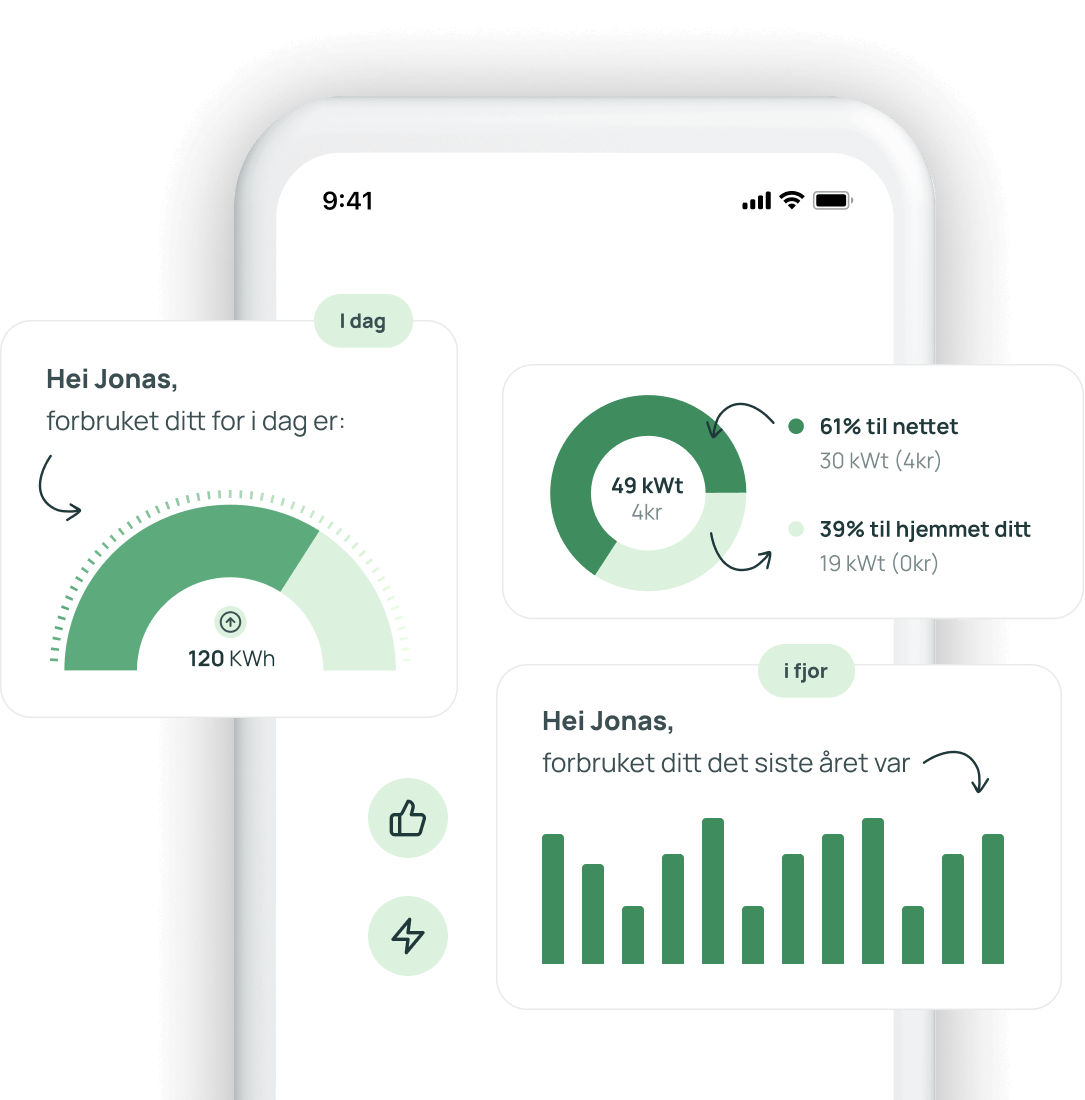 9:41
I dag
Hei Jonas,
forbruket ditt for i dag er:
120 KWh
49 kWt
4kr
61% til nettet
30 kWt (4kr)
39% til hjemmet ditt
19 kWt (0kr)
i fjor
Hei Jonas,
forbruket ditt det siste året var